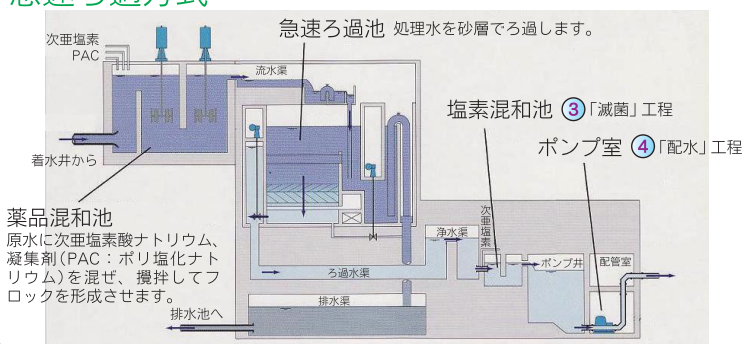 急速ろ過方式
次亜塩素
PAC
急速ろ過池 処理水を砂層でろ過します。
流水渠
塩素混和池 ③「滅菌」工程
ポンプ室 ④「配水」工程
着水井から
薬品混和池
原水に次亜塩素酸ナトリウム、
凝集剤(PAC：ポリ塩化ナト
リウム)を混ぜ、攪拌してフ
ロックを形成させます。
次亜塩素
浄水渠
ろ過水渠
ポンプ井
配管室
排水渠
排水池へ